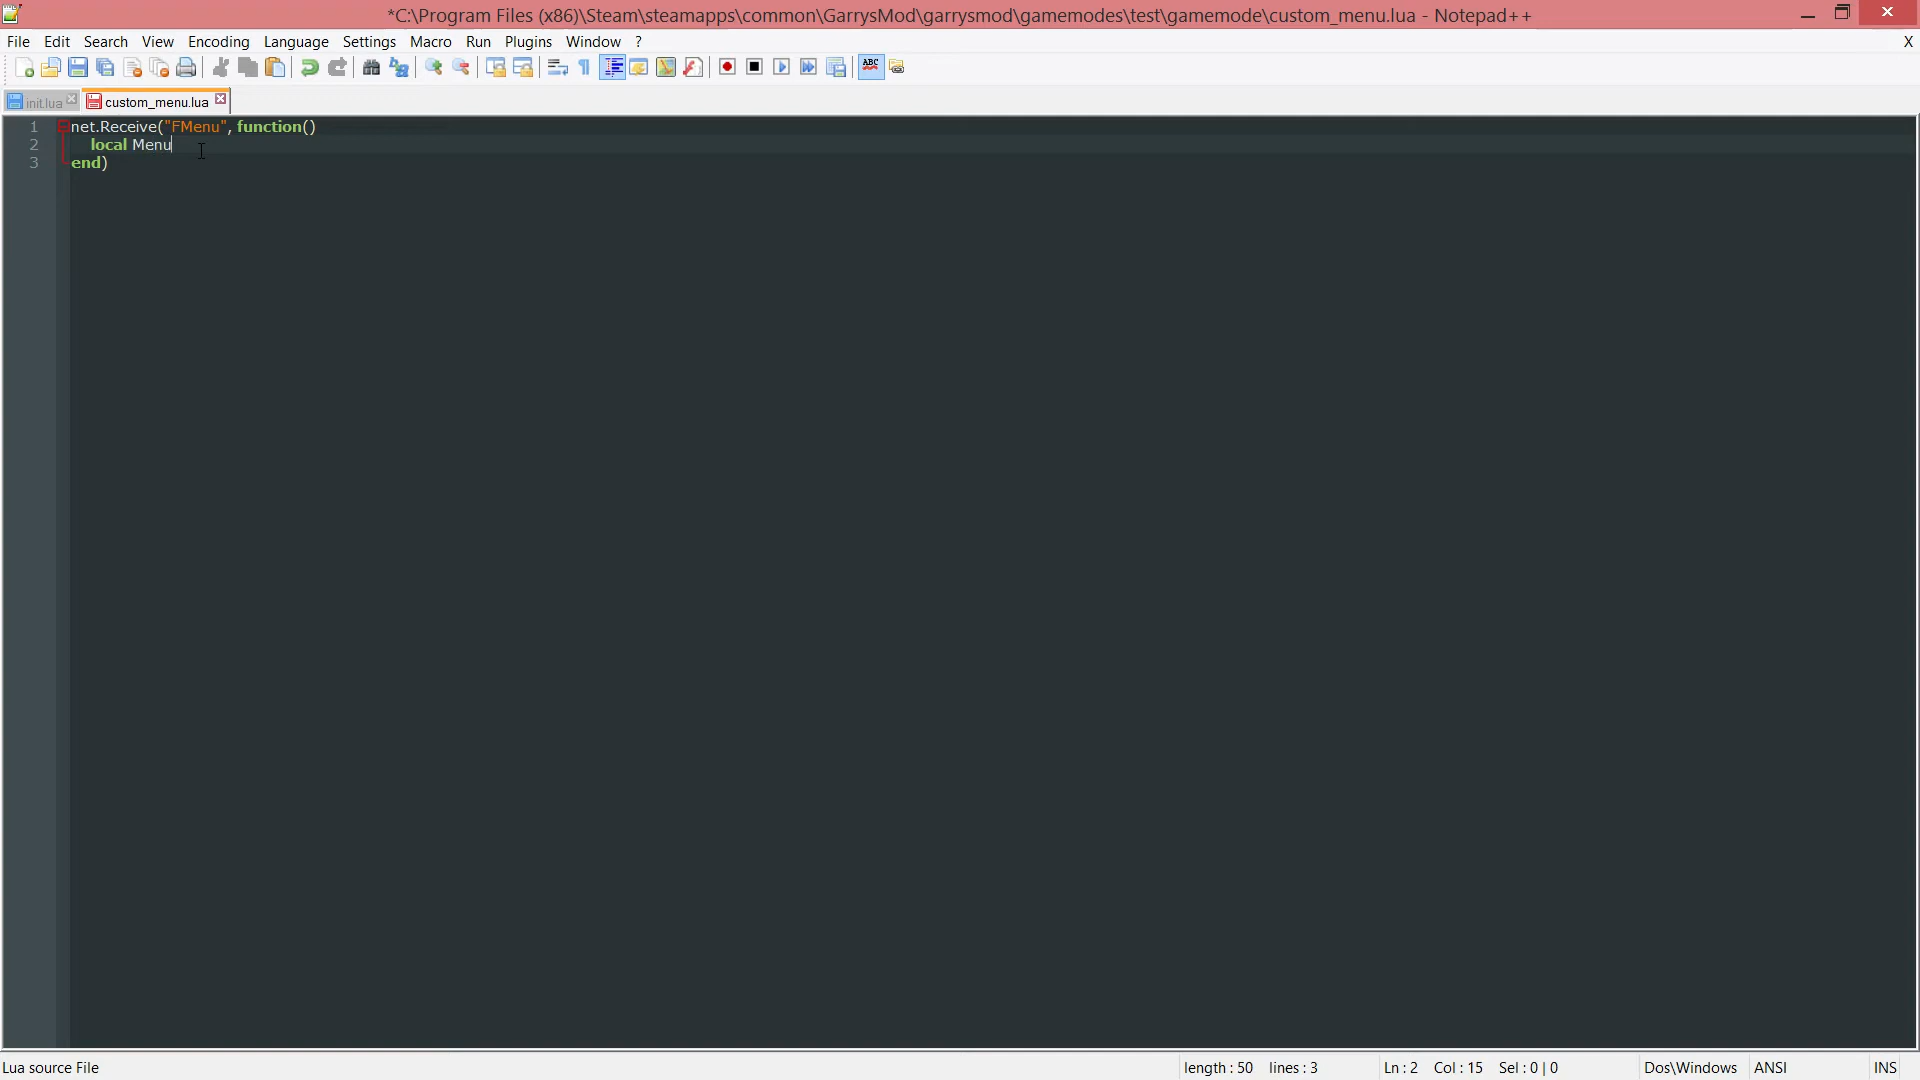 *C:\Program Files (x86)\Steam\steamapps\common\GarrysMod\garrysmod\gamemodes\test\gamemode\custom_menu.lua - Notepad++
File Edit Search View Encoding Language Settings Macro Run Plugins Window ? X
ABC
init.lua custom_menu.lua
1 net.Receive("FMenu", function()
2 local Menu
3 end)
Lua source File length : 50 lines : 3 Ln : 2 Col : 15 Sel : 0 | 0 Dos\Windows ANSI INS